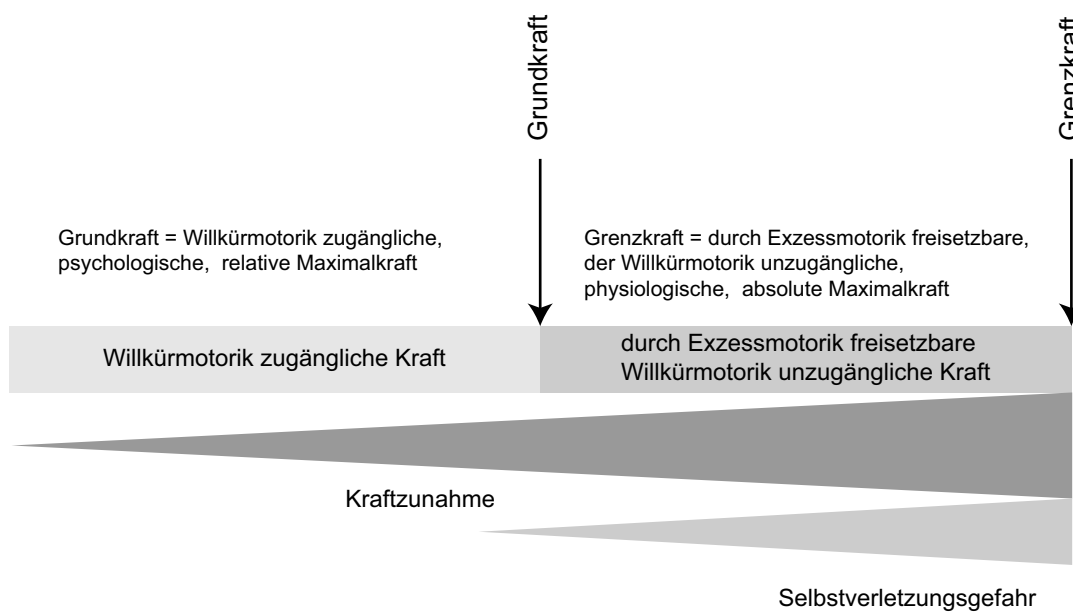 Grundkraft
Grenzkraft
Grundkraft = Willkürmotorik zugängliche,
psychologische, relative Maximalkraft
Grenzkraft = durch Exzessmotorik freisetzbare,
der Willkürmotorik unzugängliche,
physiologische, absolute Maximalkraft
Willkürmotorik zugängliche Kraft
durch Exzessmotorik freisetzbare
Willkürmotorik unzugängliche Kraft
Kraftzunahme
Selbstverletzungsgefahr